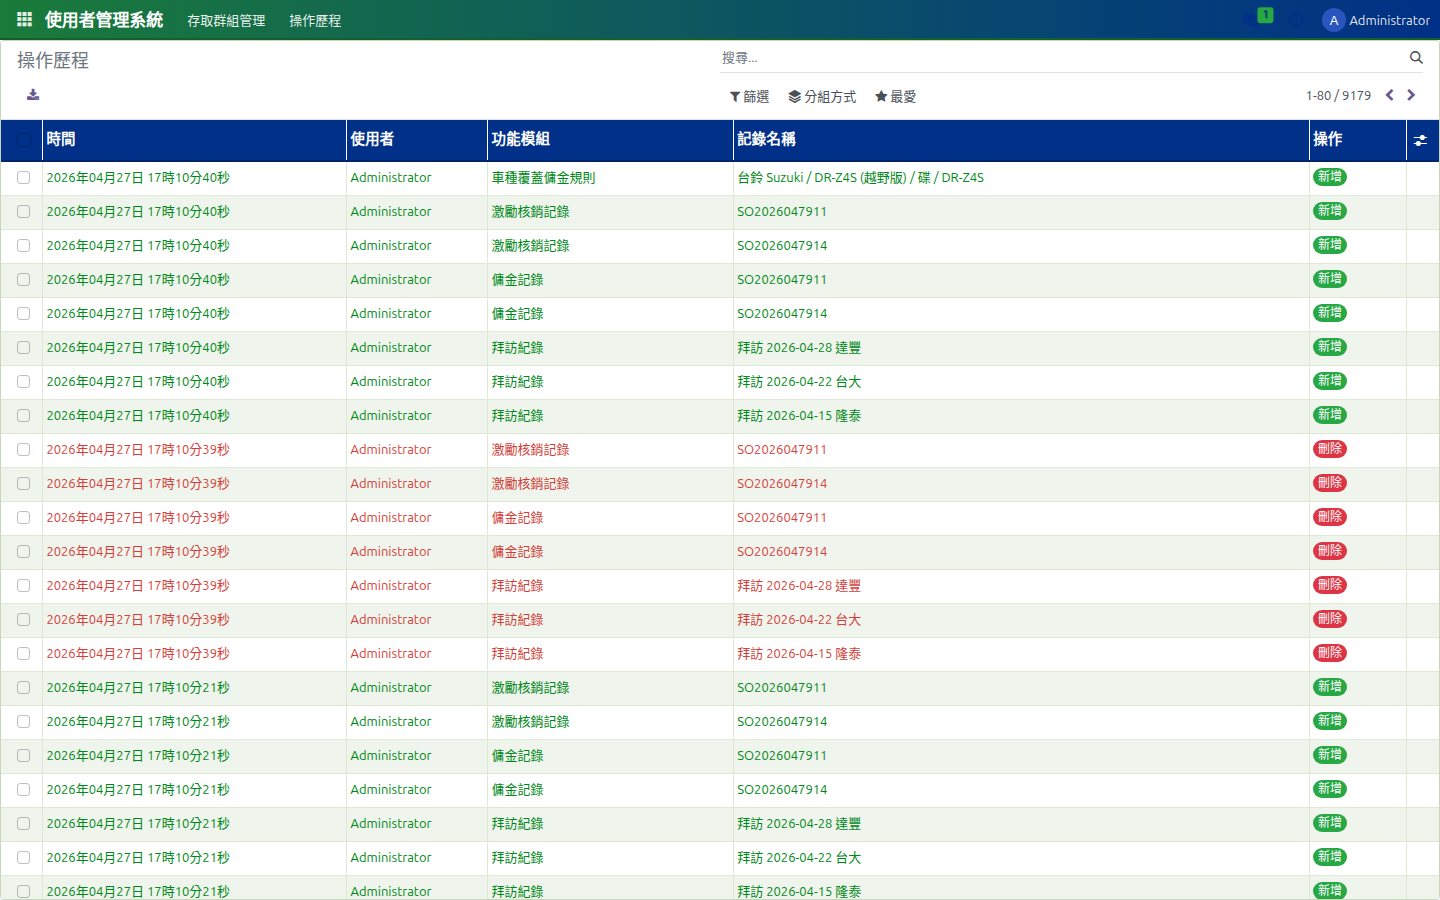 使用者管理系統 存取群組管理 操作歷程 1 A Administrator
操作歷程 搜尋...
篩選 分組方式 最愛 1-80 / 9179
時間 使用者 功能模組 記錄名稱 操作
2026年04月27日 17時10分40秒 Administrator 車種覆蓋傭金規則 台鈴 Suzuki / DR-Z4S (越野版) / 碟 / DR-Z4S 新增
2026年04月27日 17時10分40秒 Administrator 激勵核銷記錄 SO2026047911 新增
2026年04月27日 17時10分40秒 Administrator 激勵核銷記錄 SO2026047914 新增
2026年04月27日 17時10分40秒 Administrator 傭金記錄 SO2026047911 新增
2026年04月27日 17時10分40秒 Administrator 傭金記錄 SO2026047914 新增
2026年04月27日 17時10分40秒 Administrator 拜訪紀錄 拜訪 2026-04-28 達豐 新增
2026年04月27日 17時10分40秒 Administrator 拜訪紀錄 拜訪 2026-04-22 台大 新增
2026年04月27日 17時10分40秒 Administrator 拜訪紀錄 拜訪 2026-04-15 隆泰 新增
2026年04月27日 17時10分39秒 Administrator 激勵核銷記錄 SO2026047911 刪除
2026年04月27日 17時10分39秒 Administrator 激勵核銷記錄 SO2026047914 刪除
2026年04月27日 17時10分39秒 Administrator 傭金記錄 SO2026047911 刪除
2026年04月27日 17時10分39秒 Administrator 傭金記錄 SO2026047914 刪除
2026年04月27日 17時10分39秒 Administrator 拜訪紀錄 拜訪 2026-04-28 達豐 刪除
2026年04月27日 17時10分39秒 Administrator 拜訪紀錄 拜訪 2026-04-22 台大 刪除
2026年04月27日 17時10分39秒 Administrator 拜訪紀錄 拜訪 2026-04-15 隆泰 刪除
2026年04月27日 17時10分21秒 Administrator 激勵核銷記錄 SO2026047911 新增
2026年04月27日 17時10分21秒 Administrator 激勵核銷記錄 SO2026047914 新增
2026年04月27日 17時10分21秒 Administrator 傭金記錄 SO2026047911 新增
2026年04月27日 17時10分21秒 Administrator 傭金記錄 SO2026047914 新增
2026年04月27日 17時10分21秒 Administrator 拜訪紀錄 拜訪 2026-04-28 達豐 新增
2026年04月27日 17時10分21秒 Administrator 拜訪紀錄 拜訪 2026-04-22 台大 新增
2026年04月27日 17時10分21秒 Administrator 拜訪紀錄 拜訪 2026-04-15 隆泰 新增